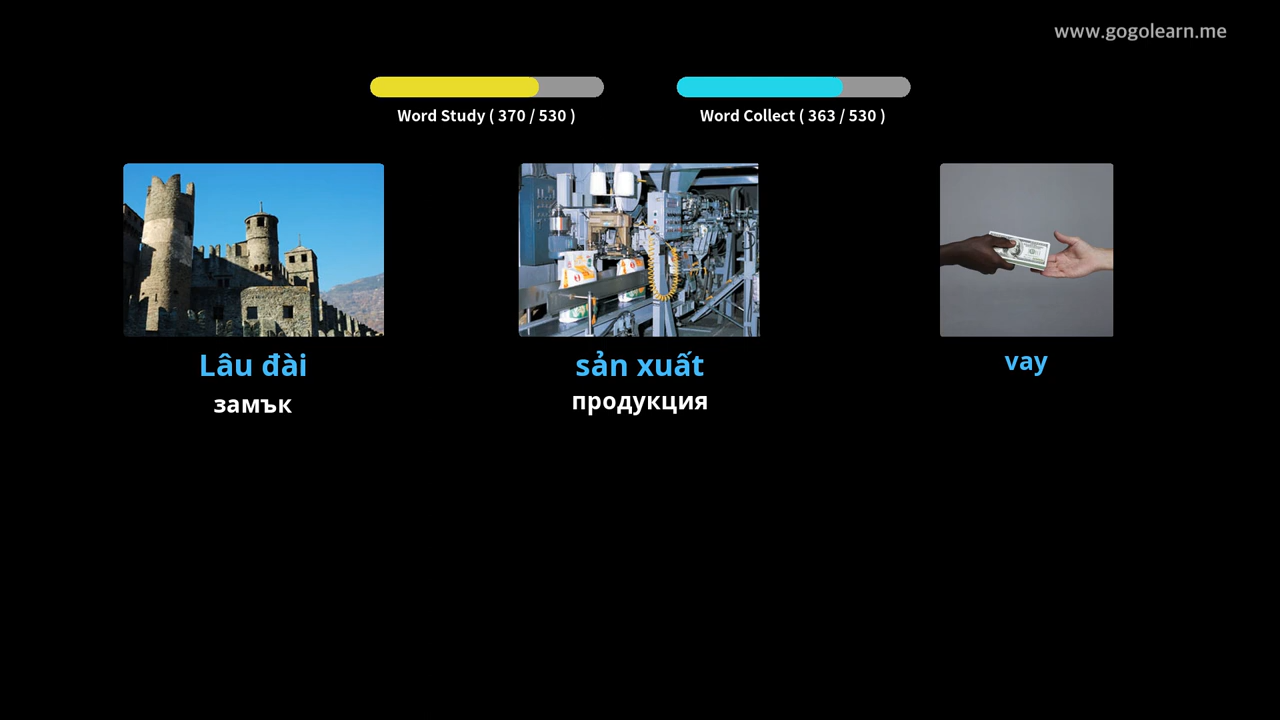 www.gogolearn.me
Word Study ( 370 / 530 )
Word Collect ( 363 / 530 )
Lâu đài
замък
sản xuất
продукция
vay